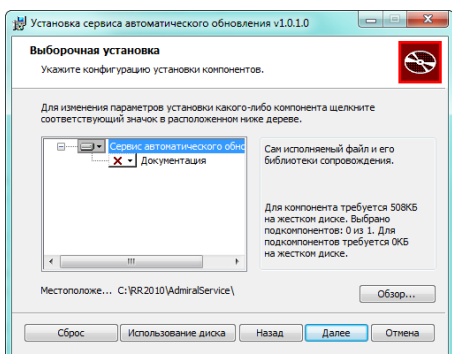 Установка сервиса автоматического обновления v1.0.1.0
Выборочная установка
Укажите конфигурацию установки компонентов.
Для изменения параметров установки какого-либо компонента щелкните
соответствующий значок в расположенном ниже дереве.
Сервис автоматического обно
Документация
Сам исполняемый файл и его
библиотеки сопровождения.
Для компонента требуется 508КБ
на жестком диске. Выбрано
подкомпонентов: 0 из 1. Для
подкомпонентов требуется 0КБ
на жестком диске.
Местоположе... C:\RR2010\AdmiralService\
Обзор...
Сброс Использование диска Назад Далее Отмена